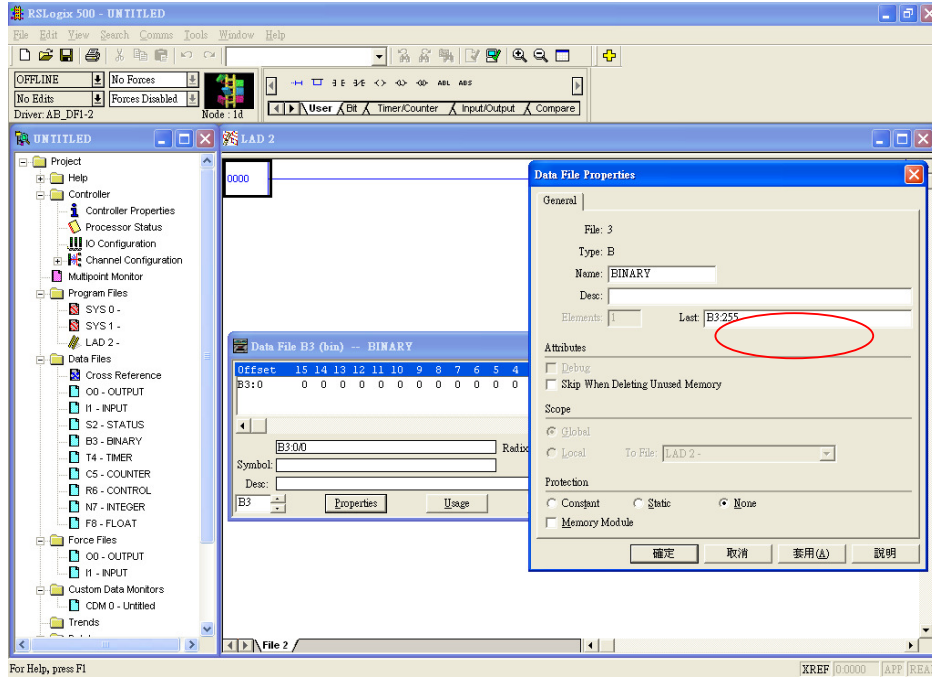 RSLogix 500 - UNTITLED
File Edit View Search Comms Tools Window Help
OFFLINE No Forces
No Edits Forces Disabled
Driver: AB_DF1-2 Node : 1d
ABL ABS
User Bit Timer/Counter Input/Output Compare
UNTITLED
Project
Help
Controller
Controller Properties
Processor Status
IO Configuration
Channel Configuration
Multipoint Monitor
Program Files
SYS 0 -
SYS 1 -
LAD 2 -
Data Files
Cross Reference
O0 - OUTPUT
I1 - INPUT
S2 - STATUS
B3 - BINARY
T4 - TIMER
C5 - COUNTER
R6 - CONTROL
N7 - INTEGER
F8 - FLOAT
Force Files
O0 - OUTPUT
I1 - INPUT
Custom Data Monitors
CDM 0 - Untitled
Trends
LAD 2
0000
Data File B3 (bin) -- BINARY
Offset 15 14 13 12 11 10 9 8 7 6 5 4
B3:0 0 0 0 0 0 0 0 0 0 0 0 0
B3:0/0 Radix
Symbol:
Desc:
B3 Properties Usage
File 2
Data File Properties
General
File: 3
Type: B
Name: BINARY
Desc:
Elements: 1 Last: B3:255
Attributes
Debug
Skip When Deleting Unused Memory
Scope
Global
Local To File: LAD 2 -
Protection
Constant Static None
Memory Module
確定 取消 套用(A) 說明
For Help, press F1 XREF 0:0000 APP REA